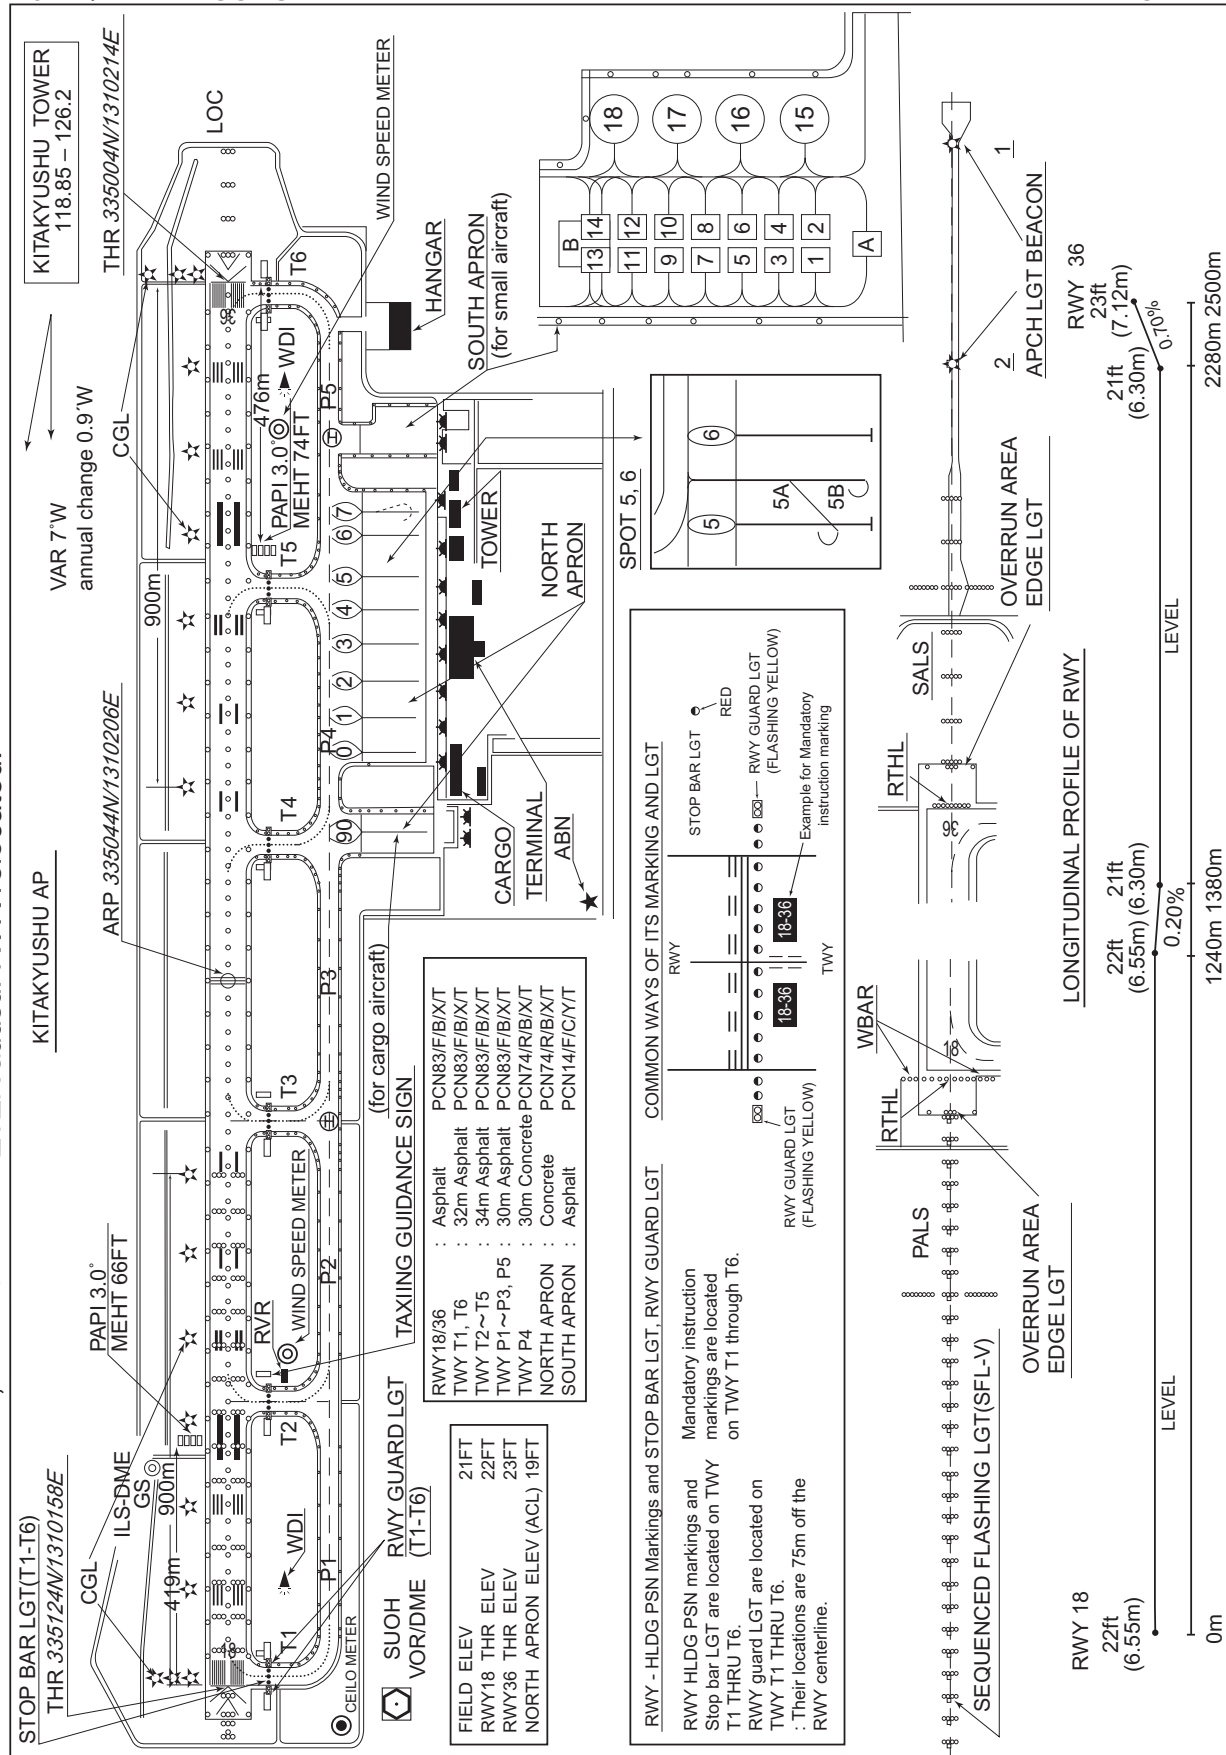 KITAKYUSHU AP
VAR 7°W
annual change 0.9´W
KITAKYUSHU TOWER
118.85 – 126.2
STOP BAR LGT(T1-T6)
THR 335124N/1310158E
CGL
ILS-DME
GS
900m
419m
PAPI 3.0°
MEHT 66FT
ARP 335044N/1310206E
900m
CGL
THR 335004N/1310214E
LOC
18
36
T1
WDI
T2
RVR
WIND SPEED METER
T3
T4
T5
PAPI 3.0°
MEHT 74FT
476m
WDI
T6
WIND SPEED METER
P1
P2
H
P3
P4
H
P5
CEILO METER
SUOH
VOR/DME
RWY GUARD LGT
(T1-T6)
TAXIING GUIDANCE SIGN
(for cargo aircraft)
90
0
1
2
3
4
5
6
7
CARGO
TERMINAL
ABN
NORTH
APRON
TOWER
HANGAR
SOUTH APRON
(for small aircraft)
FIELD ELEV 21FT
RWY18 THR ELEV 22FT
RWY36 THR ELEV 23FT
NORTH APRON ELEV (ACL) 19FT
RWY18/36 : Asphalt PCN83/F/B/X/T
TWY T1, T6 : 32m Asphalt PCN83/F/B/X/T
TWY T2~T5 : 34m Asphalt PCN83/F/B/X/T
TWY P1~P3, P5 : 30m Asphalt PCN83/F/B/X/T
TWY P4 : 30m Concrete PCN74/R/B/X/T
NORTH APRON : Concrete PCN74/R/B/X/T
SOUTH APRON : Asphalt PCN14/F/C/Y/T
SPOT 5, 6
5
6
5A
5B
B
13 14
11 12
9 10
7 8
5 6
3 4
1 2
A
18
17
16
15
RWY - HLDG PSN Markings and STOP BAR LGT, RWY GUARD LGT
RWY HLDG PSN markings and
Stop bar LGT are located on TWY
T1 THRU T6.
RWY guard LGT are located on
TWY T1 THRU T6.
: Their locations are 75m off the
RWY centerline.
Mandatory instruction
markings are located
on TWY T1 through T6.
COMMON WAYS OF ITS MARKING AND LGT
RWY
STOP BAR LGT
RED
RWY GUARD LGT
(FLASHING YELLOW)
RWY GUARD LGT
(FLASHING YELLOW)
18-36
18-36
TWY
Example for Mandatory
instruction marking
PALS
RTHL
WBAR
18
36
RTHL
SALS
OVERRUN AREA
EDGE LGT
OVERRUN AREA
EDGE LGT
SEQUENCED FLASHING LGT(SFL-V)
2
1
APCH LGT BEACON
LONGITUDINAL PROFILE OF RWY
RWY 18
22ft
(6.55m)
LEVEL
22ft
(6.55m)
21ft
(6.30m)
0.20%
LEVEL
21ft
(6.30m)
RWY 36
23ft
(7.12m)
0.70%
0m
1240m
1380m
2280m
2500m